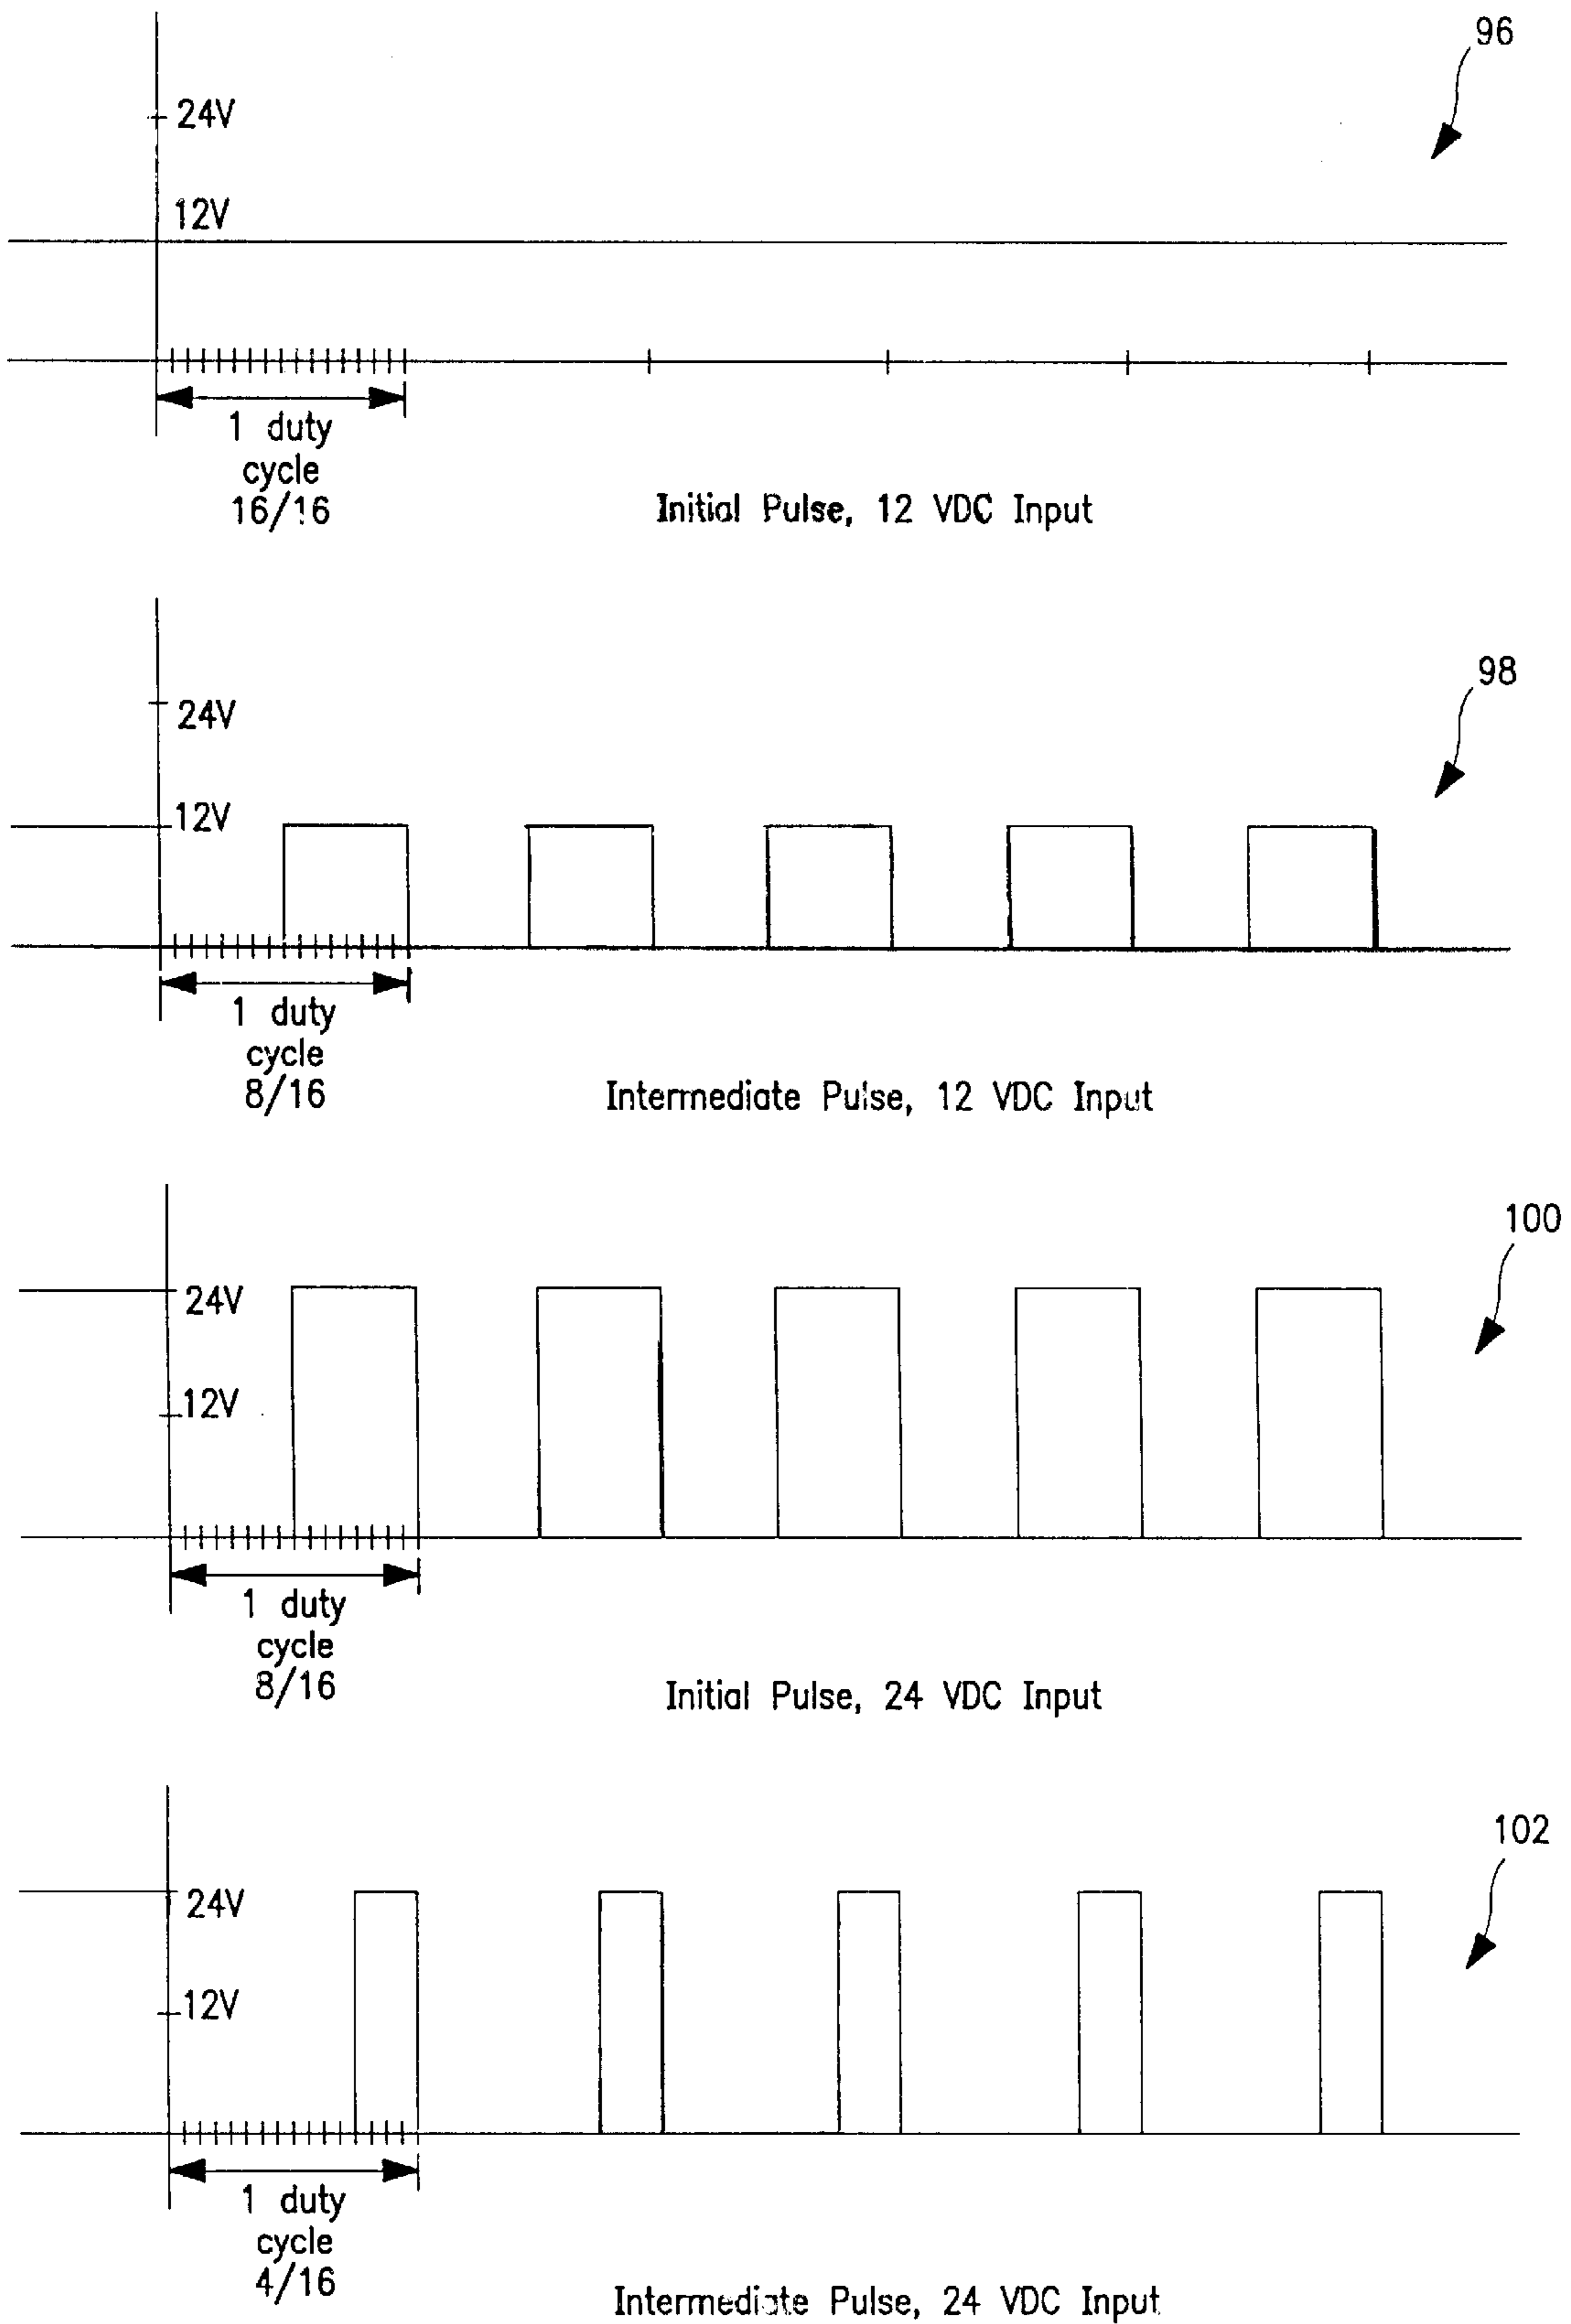 96
24V
12V
1 duty
cycle
16/16
Initial Pulse, 12 VDC Input
98
24V
12V
1 duty
cycle
8/16
Intermediate Pulse, 12 VDC Input
100
24V
12V
1 duty
cycle
8/16
Initial Pulse, 24 VDC Input
102
24V
12V
1 duty
cycle
4/16
Intermediate Pulse, 24 VDC Input